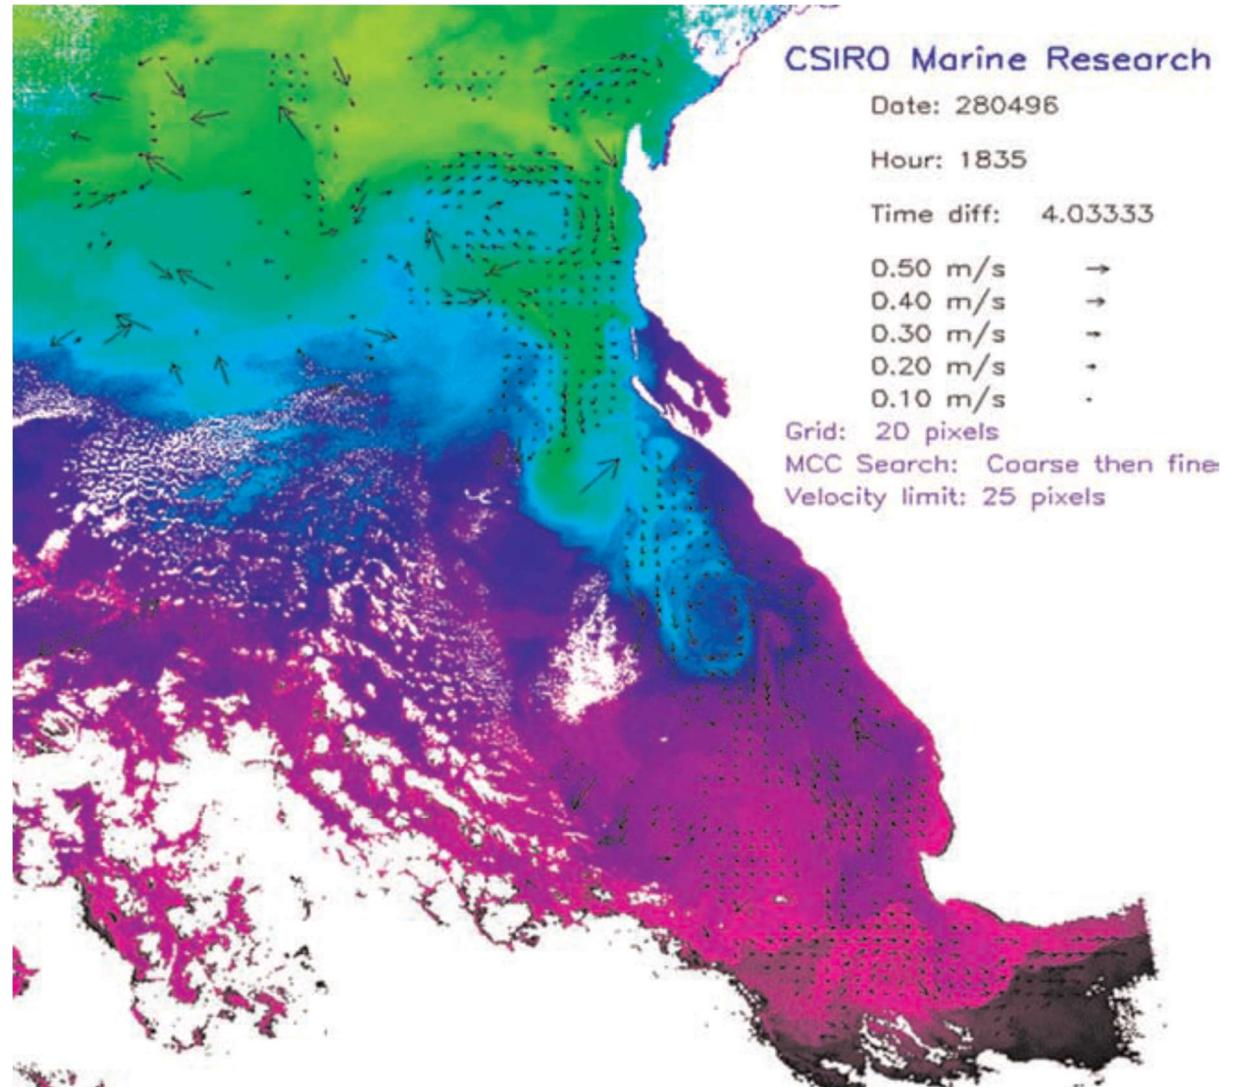 CSIRO Marine Research
Date: 280496
Hour: 1835
Time diff: 4.03333
0.50 m/s
0.40 m/s
0.30 m/s
0.20 m/s
0.10 m/s
Grid: 20 pixels
MCC Search: Coarse then fine
Velocity limit: 25 pixels